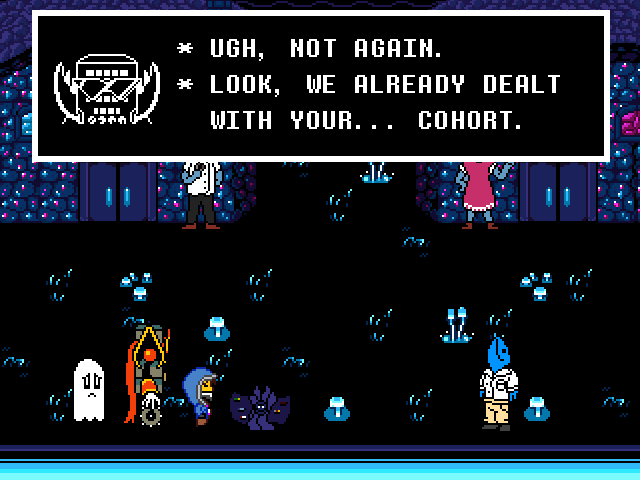 * UGH, NOT AGAIN.
* LOOK, WE ALREADY DEALT
WITH YOUR... COHORT.